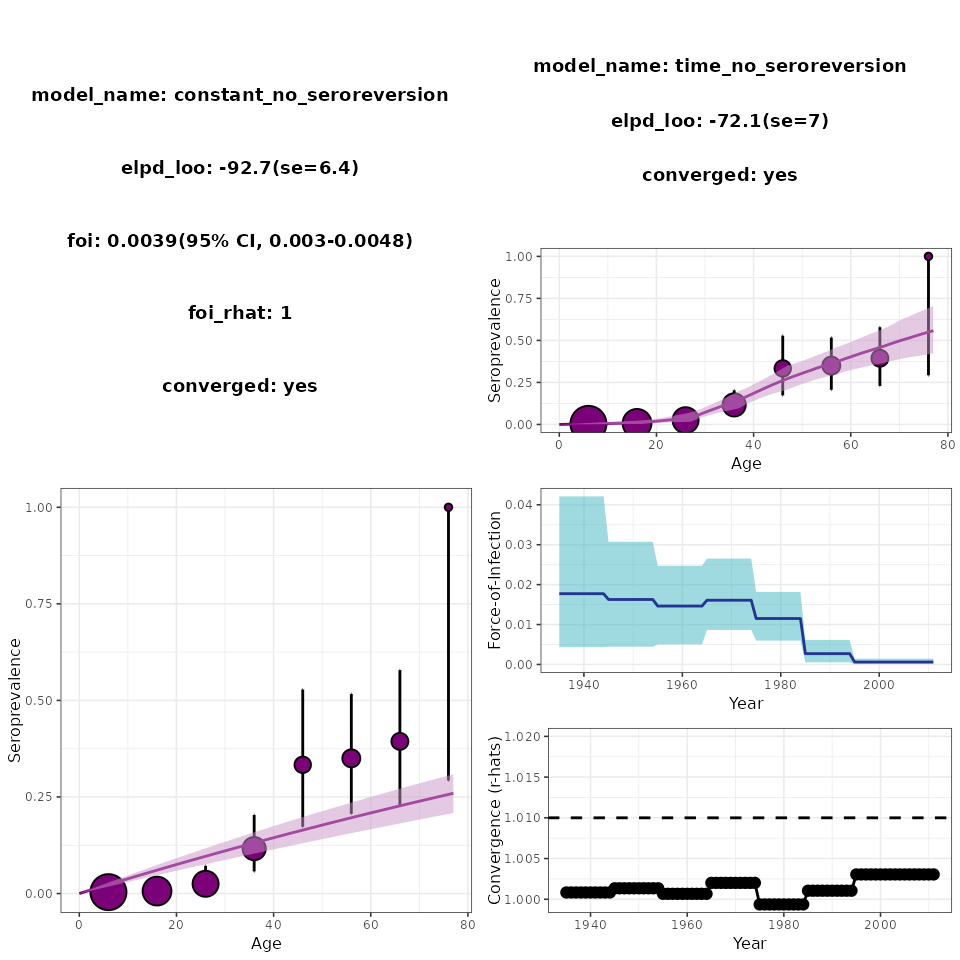 model_name: constant_no_seroreversion
elpd_loo: -92.7(se=6.4)
foi: 0.0039(95% CI, 0.003-0.0048)
foi_rhat: 1
converged: yes
Seroprevalence
1.00
0.75
0.50
0.25
0.00
0 20 40 60 80
Age
model_name: time_no_seroreversion
elpd_loo: -72.1(se=7)
converged: yes
Seroprevalence
1.00
0.75
0.50
0.25
0.00
0 20 40 60 80
Age
Force-of-Infection
0.04
0.03
0.02
0.01
0.00
1940 1960 1980 2000
Year
Convergence (r-hats)
1.020
1.015
1.010
1.005
1.000
1940 1960 1980 2000
Year